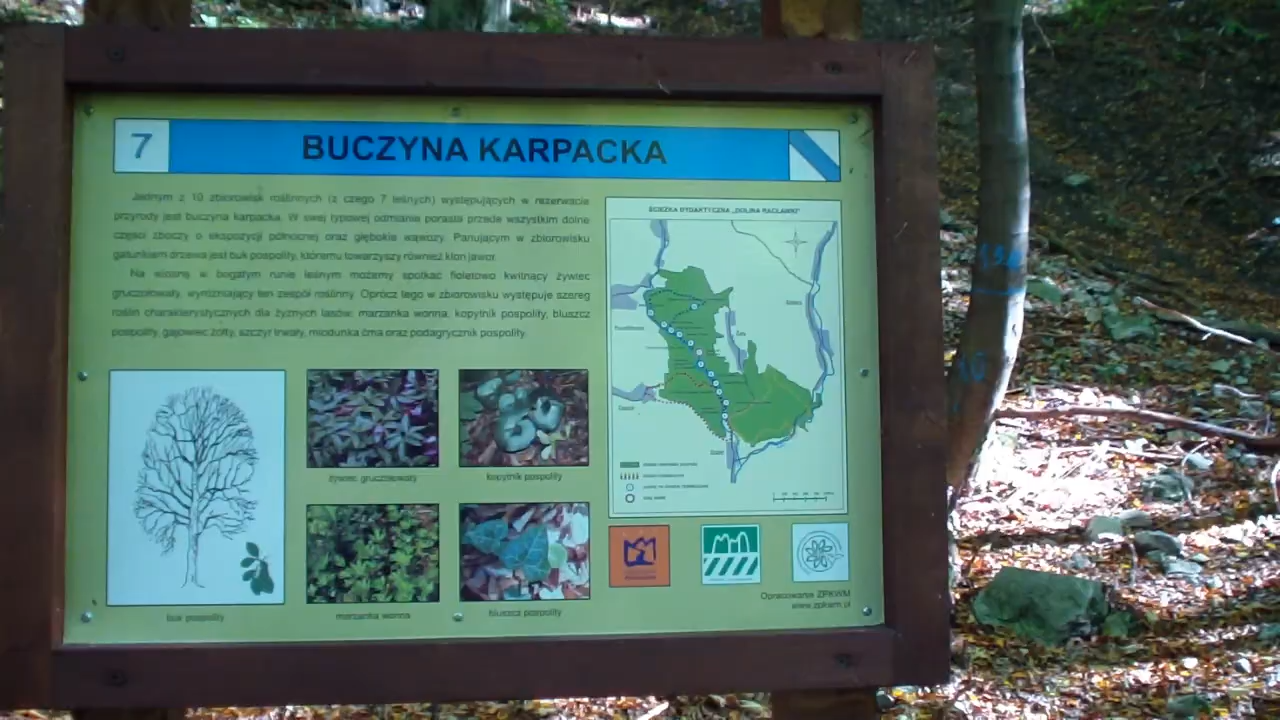 7
BUCZYNA KARPACKA
Jednym z 10 zbiorowisk roślinnych (z czego 7 leśnych) występujących w rezerwacie
przyrody jest buczyna karpacka. W swej typowej odmianie porasta przede wszystkim dolne
części zboczy o ekspozycji północnej oraz głębokie wąwozy. Panującym w zbiorowisku
gatunkiem drzewa jest buk pospolity, któremu towarzyszy również klon jawor.
Na wiosnę w bogatym runie leśnym możemy spotkać fioletowo kwitnący żywiec
gruczołowaty, wyróżniający ten zespół roślinny. Oprócz tego w zbiorowisku występuje szereg
roślin charakterystycznych dla żyznych lasów: marzanka wonna, kopytnik pospolity, bluszcz
pospolity, gajowiec żółty, szczyr trwały, miodunka ćma oraz podagrycznik pospolity.
ŚCIEŻKA DYDAKTYCZNA „DOLINA RACŁAWKI"
żywiec gruczołowaty
kopytnik pospolity
buk pospolity
marzanka wonna
bluszcz pospolity
Opracowanie ZPKWM
www.zpkwm.pl